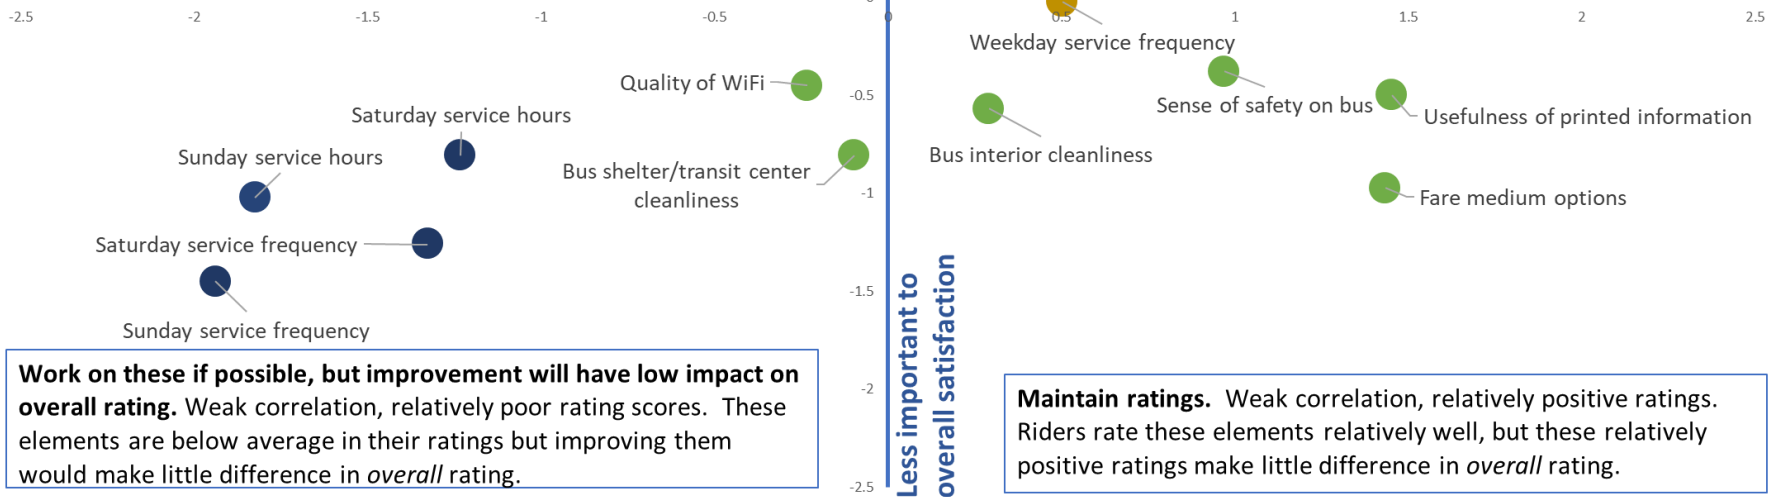 -2.5
-2
-1.5
-1
-0.5
0
0.5
1
1.5
2
2.5
Weekday service frequency
Quality of WiFi
-0.5
Sense of safety on bus
Usefulness of printed information
Saturday service hours
Sunday service hours
Bus interior cleanliness
Bus shelter/transit center
cleanliness
-1
Fare medium options
Saturday service frequency
-1.5
Sunday service frequency
Less important to
overall satisfaction
-2
-2.5
Work on these if possible, but improvement will have low impact on
overall rating. Weak correlation, relatively poor rating scores. These
elements are below average in their ratings but improving them
would make little difference in overall rating.
Maintain ratings. Weak correlation, relatively positive ratings.
Riders rate these elements relatively well, but these relatively
positive ratings make little difference in overall rating.